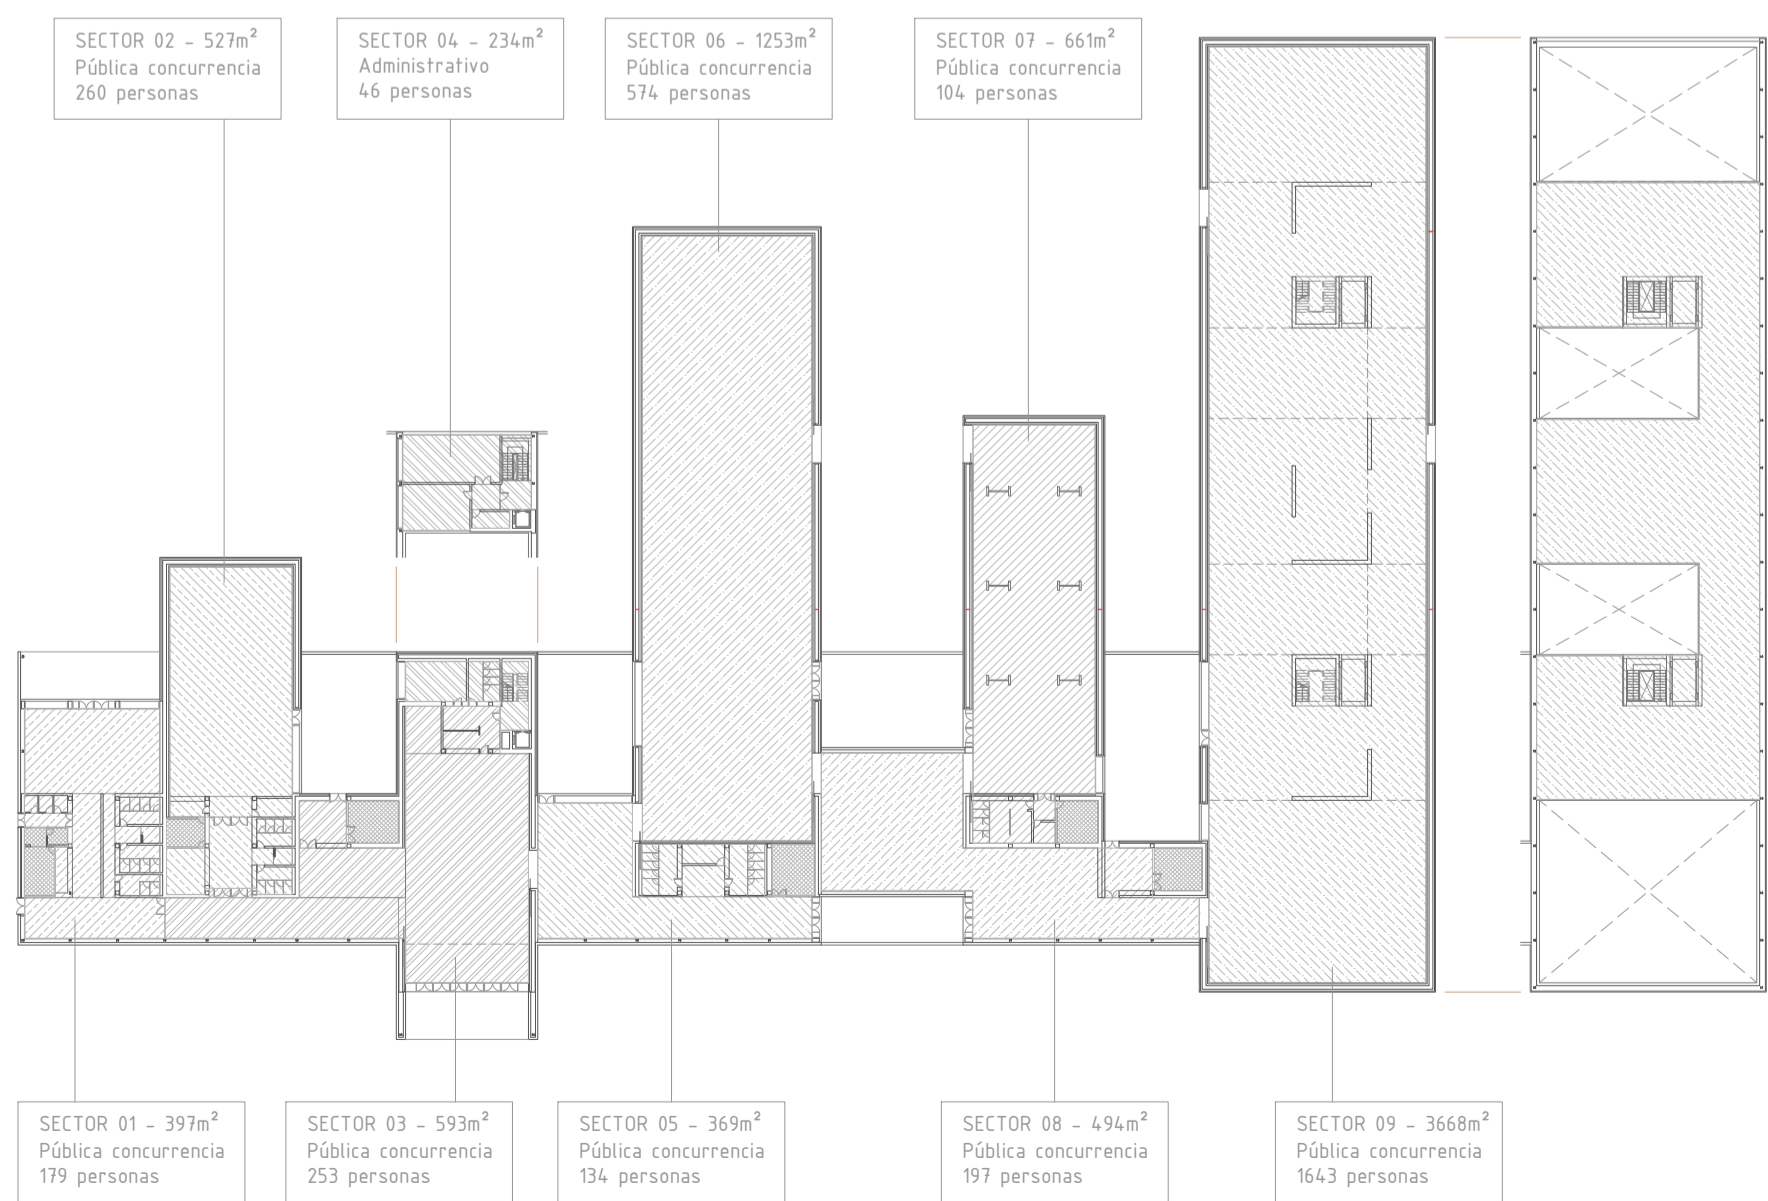 SECTOR 02 - 527m²
Pública concurrencia
260 personas
SECTOR 04 - 234m²
Administrativo
46 personas
SECTOR 06 - 1253m²
Pública concurrencia
574 personas
SECTOR 07 - 661m²
Pública concurrencia
104 personas
SECTOR 01 - 397m²
Pública concurrencia
179 personas
SECTOR 03 - 593m²
Pública concurrencia
253 personas
SECTOR 05 - 369m²
Pública concurrencia
134 personas
SECTOR 08 - 494m²
Pública concurrencia
197 personas
SECTOR 09 - 3668m²
Pública concurrencia
1643 personas